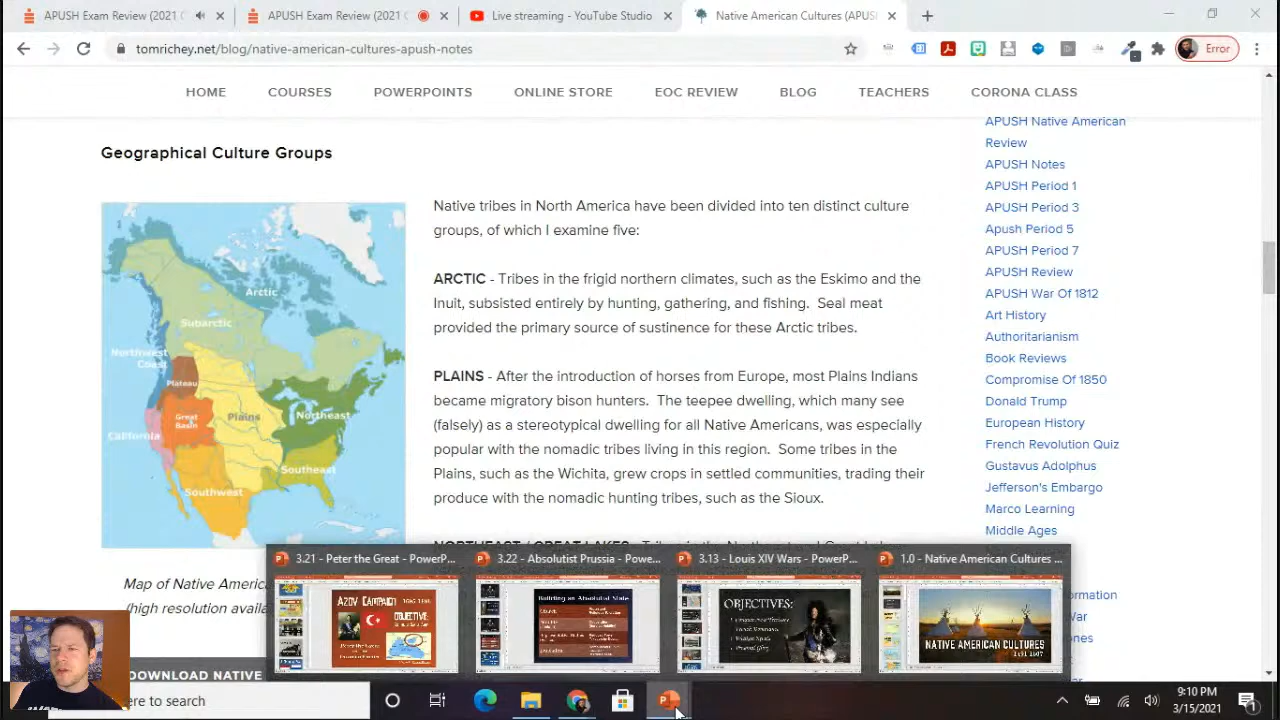 APUSH Exam Review (2021 C
APUSH Exam Review (2021 C
Live streaming - YouTube Studio
Native American Cultures (APUS
tomrichey.net/blog/native-american-cultures-apush-notes
Error
HOME
COURSES
POWERPOINTS
ONLINE STORE
EOC REVIEW
BLOG
TEACHERS
CORONA CLASS
Geographical Culture Groups
Arctic
Subarctic
Northwest
Coast
Plateau
Great
Basin
Plains
Northeast
California
Southeast
Southwest
Map of Native Americ
(high resolution availa
DOWNLOAD NATIVE
Native tribes in North America have been divided into ten distinct culture
groups, of which I examine five:
ARCTIC - Tribes in the frigid northern climates, such as the Eskimo and the
Inuit, subsisted entirely by hunting, gathering, and fishing. Seal meat
provided the primary source of sustinence for these Arctic tribes.
PLAINS - After the introduction of horses from Europe, most Plains Indians
became migratory bison hunters. The teepee dwelling, which many see
(falsely) as a stereotypical dwelling for all Native Americans, was especially
popular with the nomadic tribes living in this region. Some tribes in the
Plains, such as the Wichita, grew crops in settled communities, trading their
produce with the nomadic hunting tribes, such as the Sioux.
APUSH Native American
Review
APUSH Notes
APUSH Period 1
APUSH Period 3
Apush Period 5
APUSH Period 7
APUSH Review
APUSH War Of 1812
Art History
Authoritarianism
Book Reviews
Compromise Of 1850
Donald Trump
European History
French Revolution Quiz
Gustavus Adolphus
Jefferson's Embargo
Marco Learning
Middle Ages
3.21 - Peter the Great - PowerP...
3.22 - Absolutist Prussia - Powe...
3.13 - Louis XIV Wars - PowerP...
1.0 - Native American Cultures ...
AZOV CAMPAIGN
OBJECTIVE:
Building an Absolutist State
OBJECTIVES:
NATIVE AMERICAN CULTURES
ere to search
9:10 PM
3/15/2021
1